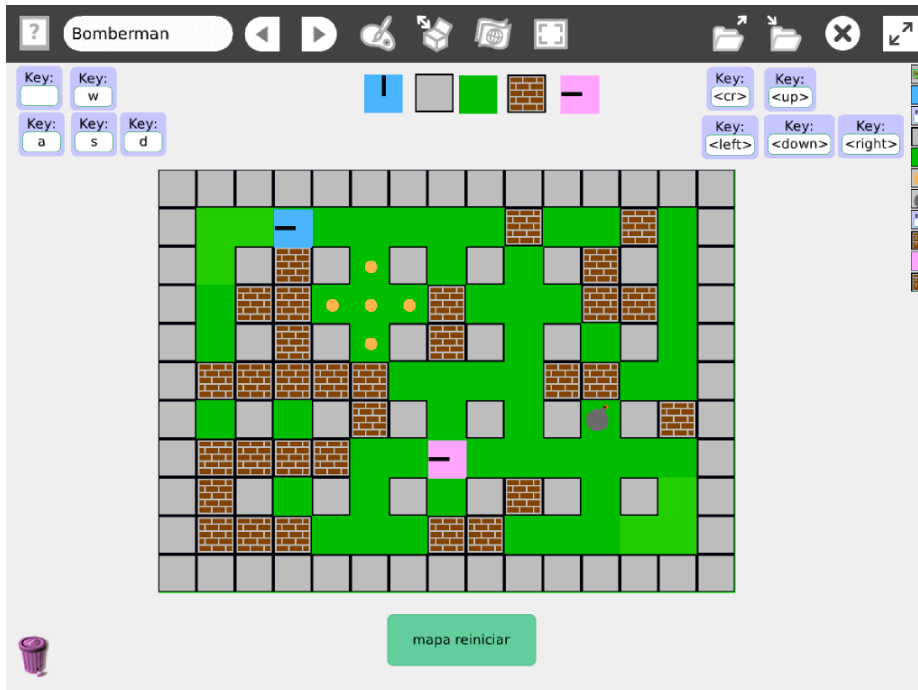 ?
Bomberman
Key:
Key:
w
Key:
a
Key:
s
Key:
d
Key:
<cr>
Key:
<up>
Key:
<left>
Key:
<down>
Key:
<right>
mapa reiniciar